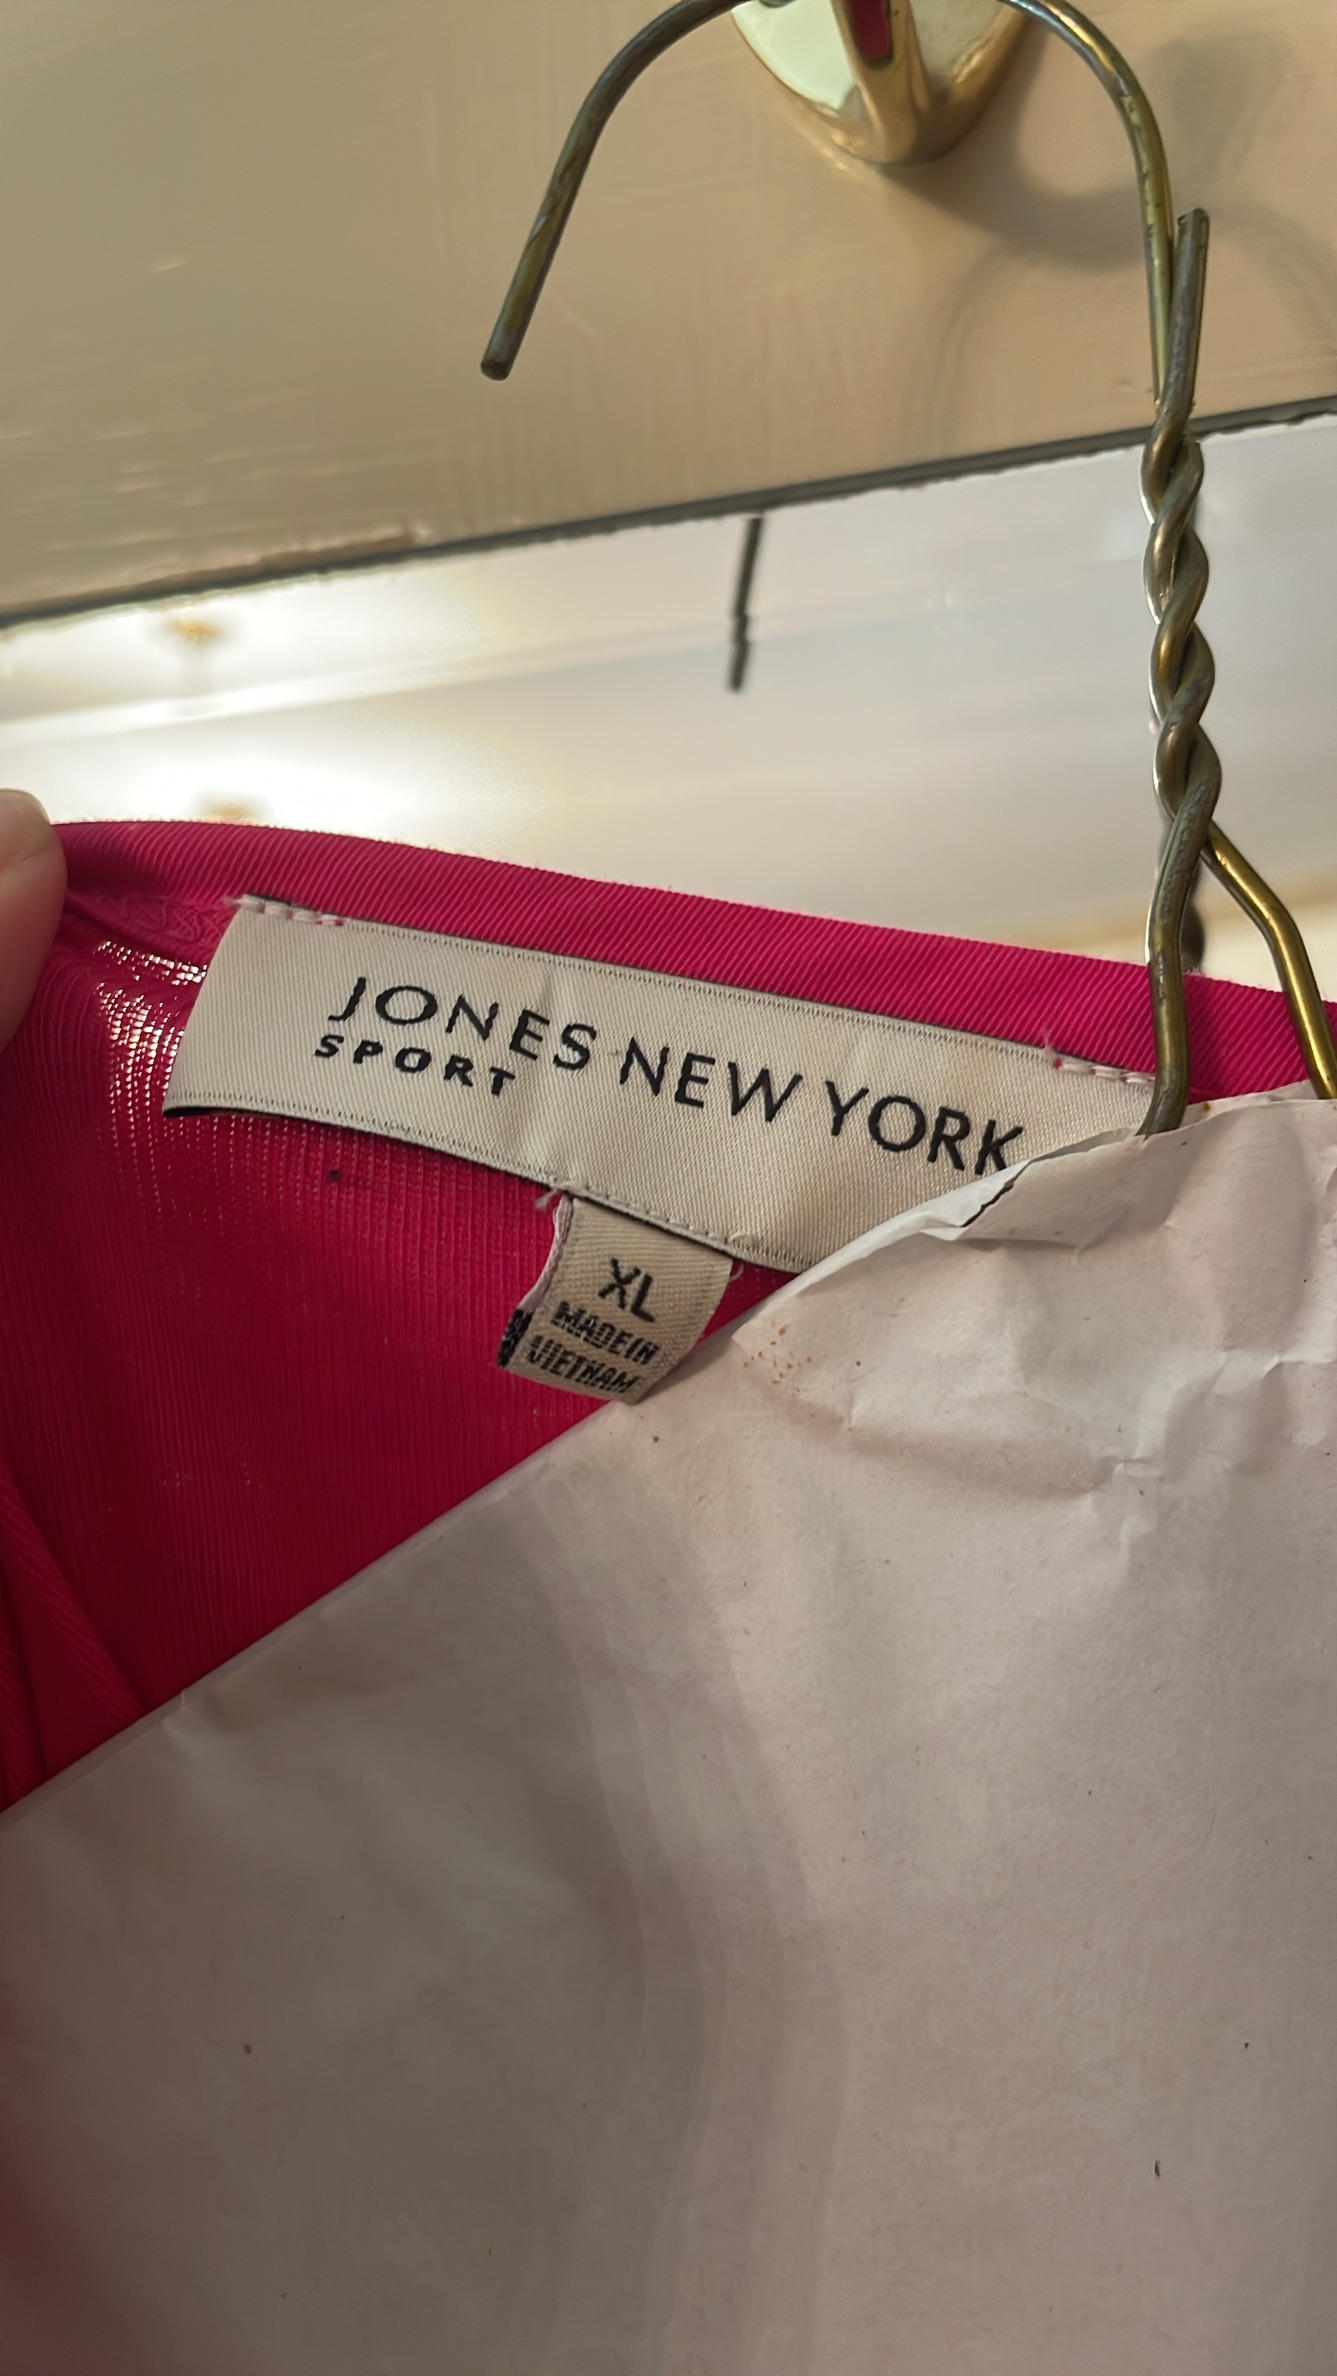 JONES NEW YORK
SPORT
XL
MADE IN
VIETNAM